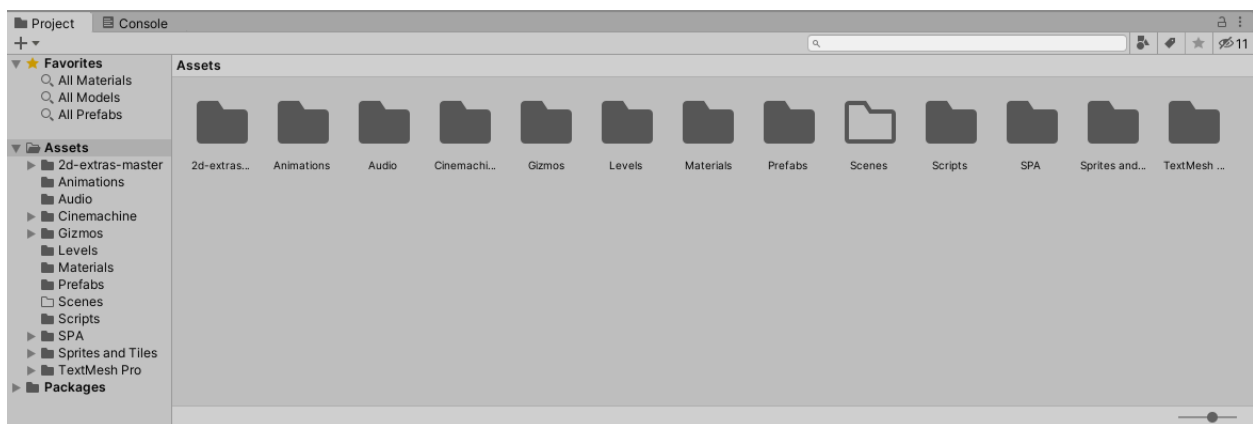 Project Console
11
Favorites
All Materials
All Models
All Prefabs
Assets
2d-extras-master
Animations
Audio
Cinemachine
Gizmos
Levels
Materials
Prefabs
Scenes
Scripts
SPA
Sprites and Tiles
TextMesh Pro
Packages
Assets
2d-extras... Animations Audio Cinemachi... Gizmos Levels Materials Prefabs Scenes Scripts SPA Sprites and... TextMesh ...